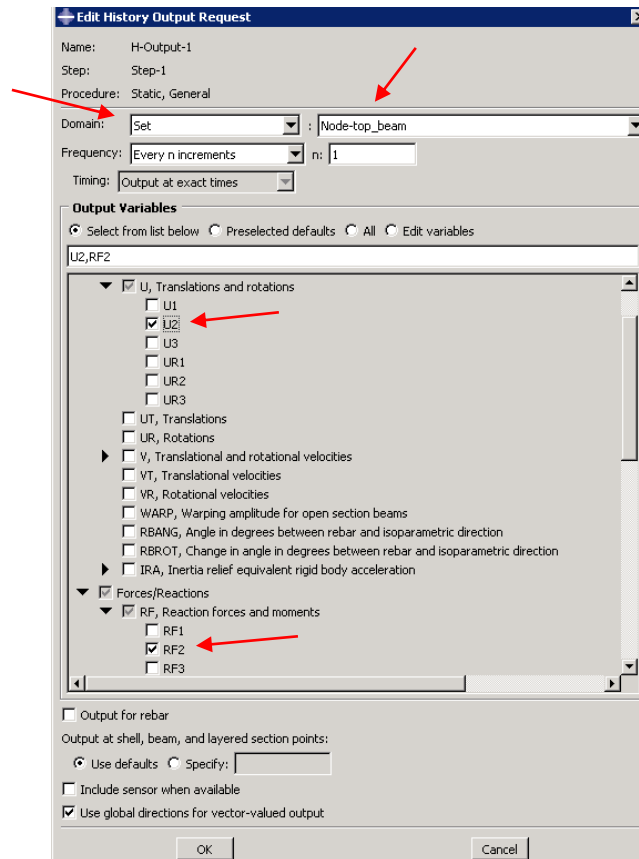 Edit History Output Request
Name: H-Output-1
Step: Step-1
Procedure: Static, General
Domain: Set : Node-top_beam
Frequency: Every n increments n: 1
Timing: Output at exact times
Output Variables
Select from list below Preselected defaults All Edit variables
U2,RF2
U, Translations and rotations
U1
U2
U3
UR1
UR2
UR3
UT, Translations
UR, Rotations
V, Translational and rotational velocities
VT, Translational velocities
VR, Rotational velocities
WARP, Warping amplitude for open section beams
RBANG, Angle in degrees between rebar and isoparametric direction
RBROT, Change in angle in degrees between rebar and isoparametric direction
IRA, Inertia relief equivalent rigid body acceleration
Forces/Reactions
RF, Reaction forces and moments
RF1
RF2
RF3
Output for rebar
Output at shell, beam, and layered section points:
Use defaults Specify:
Include sensor when available
Use global directions for vector-valued output
OK Cancel